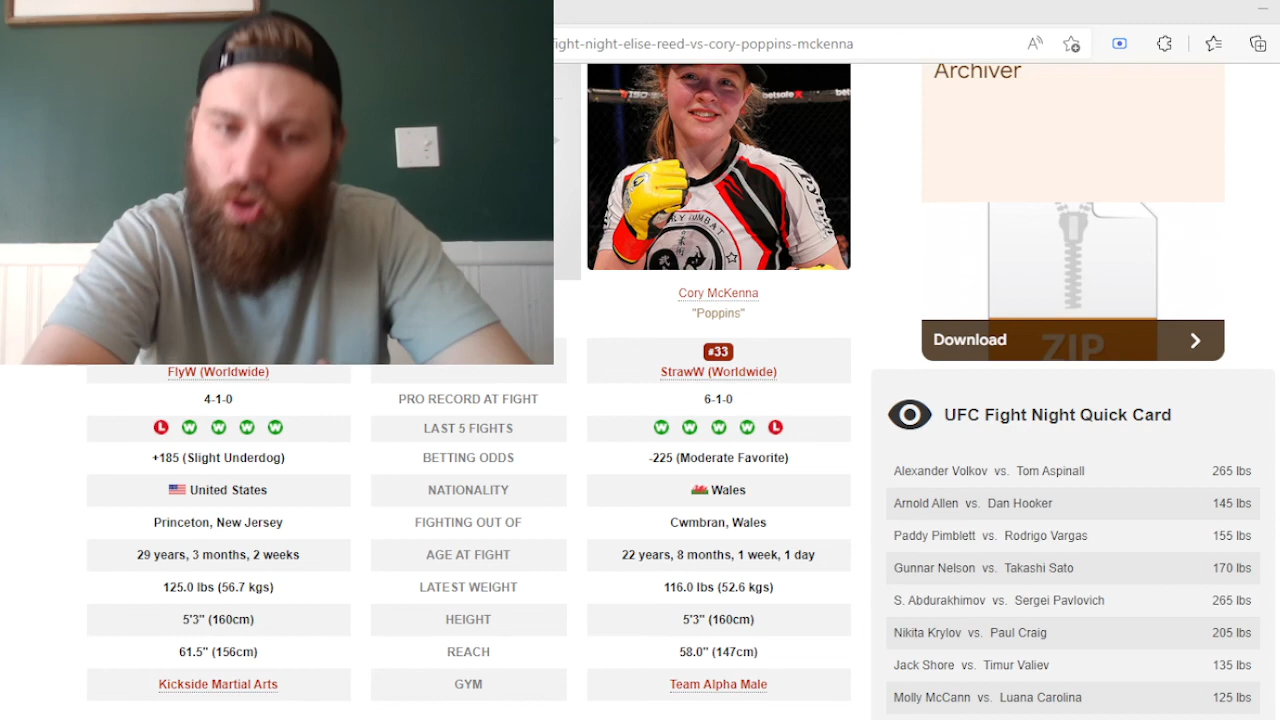 ight-night-elise-reed-vs-cory-poppins-mckenna
Archiver
betsafe
Cory McKenna
"Poppins"
Download
ZIP
#33
FlyW (Worldwide)
StrawW (Worldwide)
4-1-0 PRO RECORD AT FIGHT 6-1-0
L W W W W LAST 5 FIGHTS W W W W L
+185 (Slight Underdog) BETTING ODDS -225 (Moderate Favorite)
United States NATIONALITY Wales
Princeton, New Jersey FIGHTING OUT OF Cwmbran, Wales
29 years, 3 months, 2 weeks AGE AT FIGHT 22 years, 8 months, 1 week, 1 day
125.0 lbs (56.7 kgs) LATEST WEIGHT 116.0 lbs (52.6 kgs)
5'3" (160cm) HEIGHT 5'3" (160cm)
61.5" (156cm) REACH 58.0" (147cm)
Kickside Martial Arts GYM Team Alpha Male
UFC Fight Night Quick Card
Alexander Volkov vs. Tom Aspinall 265 lbs
Arnold Allen vs. Dan Hooker 145 lbs
Paddy Pimblett vs. Rodrigo Vargas 155 lbs
Gunnar Nelson vs. Takashi Sato 170 lbs
S. Abdurakhimov vs. Sergei Pavlovich 265 lbs
Nikita Krylov vs. Paul Craig 205 lbs
Jack Shore vs. Timur Valiev 135 lbs
Molly McCann vs. Luana Carolina 125 lbs